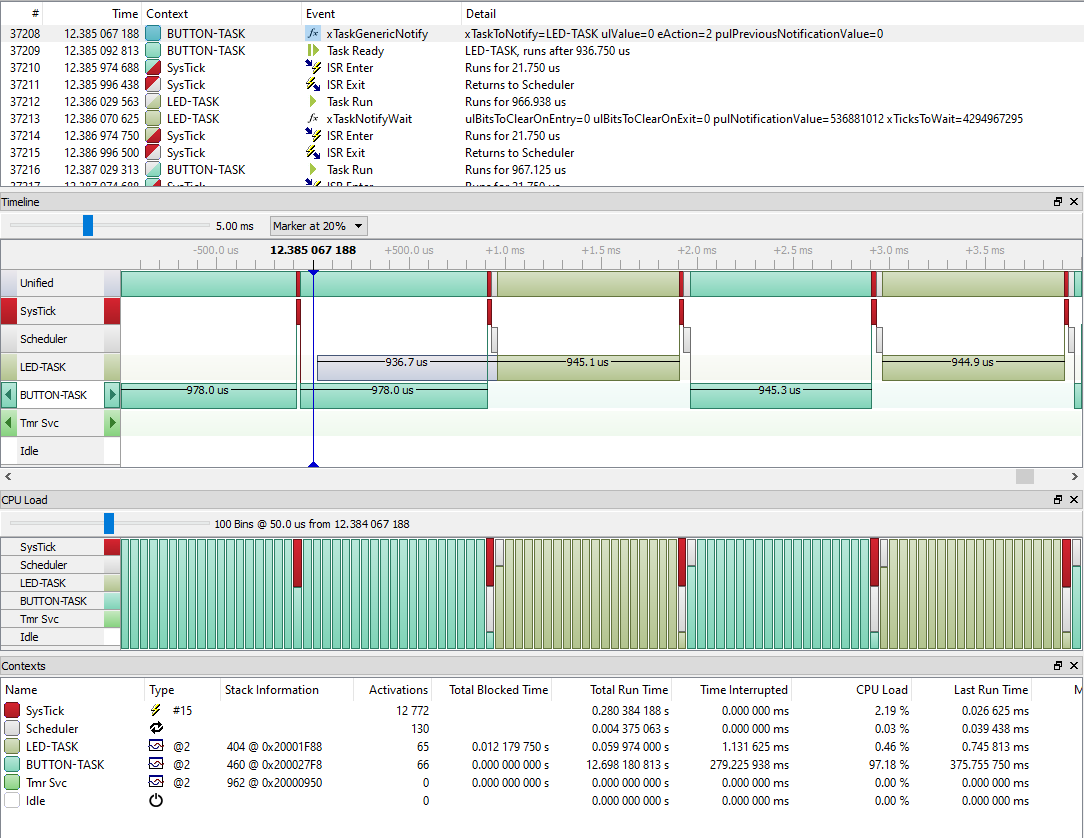 # Time Context Event Detail
37208 12.385 067 188 BUTTON-TASK fx xTaskGenericNotify xTaskToNotify=LED-TASK ulValue=0 eAction=2 pulPreviousNotificationValue=0
37209 12.385 092 813 BUTTON-TASK Task Ready LED-TASK, runs after 936.750 us
37210 12.385 974 688 SysTick ISR Enter Runs for 21.750 us
37211 12.385 996 438 SysTick ISR Exit Returns to Scheduler
37212 12.386 029 563 LED-TASK Task Run Runs for 966.938 us
37213 12.386 070 625 LED-TASK fx xTaskNotifyWait ulBitsToClearOnEntry=0 ulBitsToClearOnExit=0 pulNotificationValue=536881012 xTicksToWait=4294967295
37214 12.386 974 750 SysTick ISR Enter Runs for 21.750 us
37215 12.386 996 500 SysTick ISR Exit Returns to Scheduler
37216 12.387 029 313 BUTTON-TASK Task Run Runs for 967.125 us
37217 12.387 974 688 SysTick ISR Enter Runs for 21.750 us
Timeline
5.00 ms Marker at 20%
-500.0 us 12.385 067 188 +500.0 us +1.0 ms +1.5 ms +2.0 ms +2.5 ms +3.0 ms +3.5 ms
Unified
SysTick
Scheduler
LED-TASK 936.7 us 945.1 us 944.9 us
BUTTON-TASK 978.0 us 978.0 us 945.3 us
Tmr Svc
Idle
CPU Load
100 Bins @ 50.0 us from 12.384 067 188
SysTick
Scheduler
LED-TASK
BUTTON-TASK
Tmr Svc
Idle
Contexts
Name Type Stack Information Activations Total Blocked Time Total Run Time Time Interrupted CPU Load Last Run Time M
SysTick #15 12 772 0.280 384 188 s 0.000 000 ms 2.19 % 0.026 625 ms
Scheduler 130 0.004 375 063 s 0.000 000 ms 0.03 % 0.039 438 ms
LED-TASK @2 404 @ 0x20001F88 65 0.012 179 750 s 0.059 974 000 s 1.131 625 ms 0.46 % 0.745 813 ms
BUTTON-TASK @2 460 @ 0x200027F8 66 0.000 000 000 s 12.698 180 813 s 279.225 938 ms 97.18 % 375.755 750 ms
Tmr Svc @2 962 @ 0x20000950 0 0.000 000 000 s 0.000 000 000 s 0.000 000 ms 0.00 % 0.000 000 ms
Idle 0 0.000 000 000 s 0.000 000 ms 0.00 % 0.000 000 ms